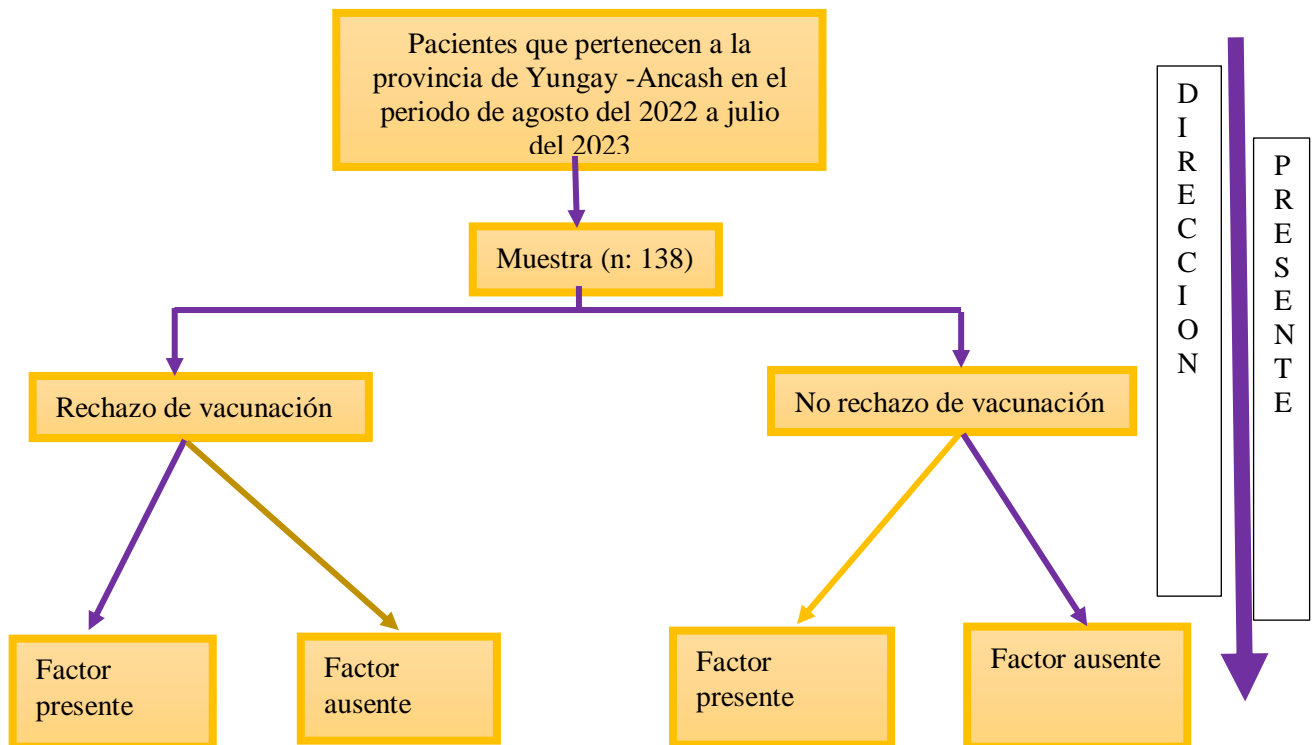 Pacientes que pertenecen a la
provincia de Yungay -Ancash en el
periodo de agosto del 2022 a julio
del 2023
Muestra (n: 138)
Rechazo de vacunación
No rechazo de vacunación
Factor
presente
Factor
ausente
Factor
presente
Factor ausente
DIRECCION
PRESENTE